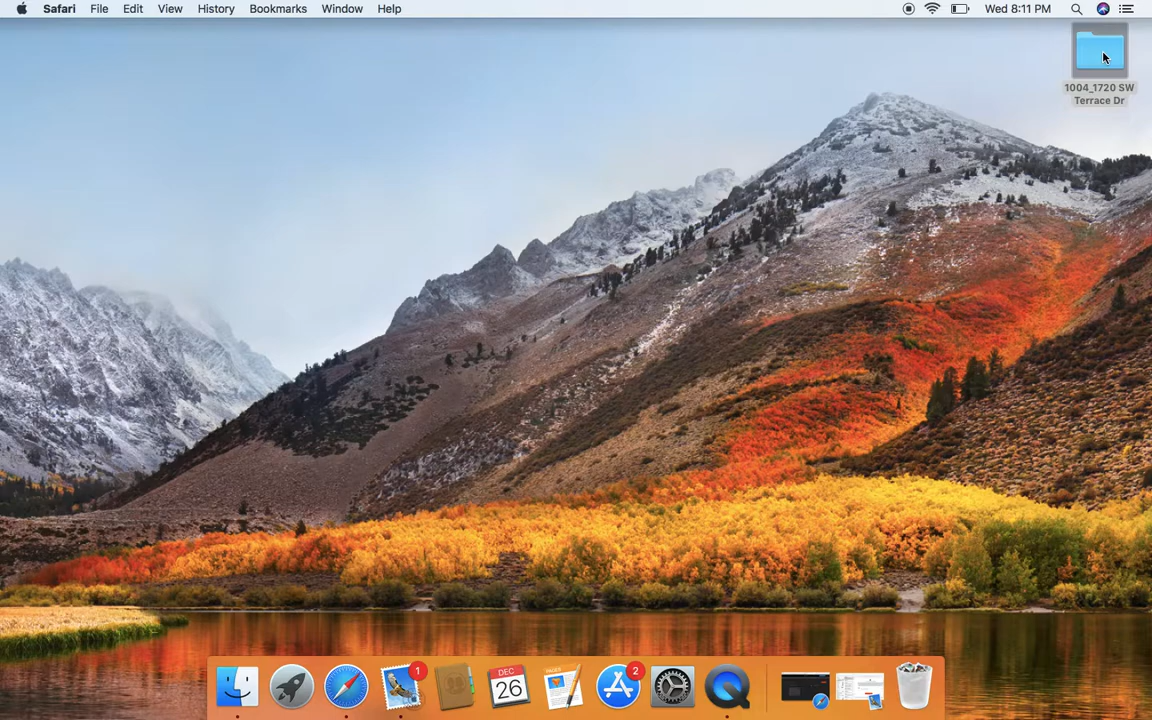 Safari File Edit View History Bookmarks Window Help Wed 8:11 PM
1004_1720 SW
Terrace Dr
1 DEC 2
26